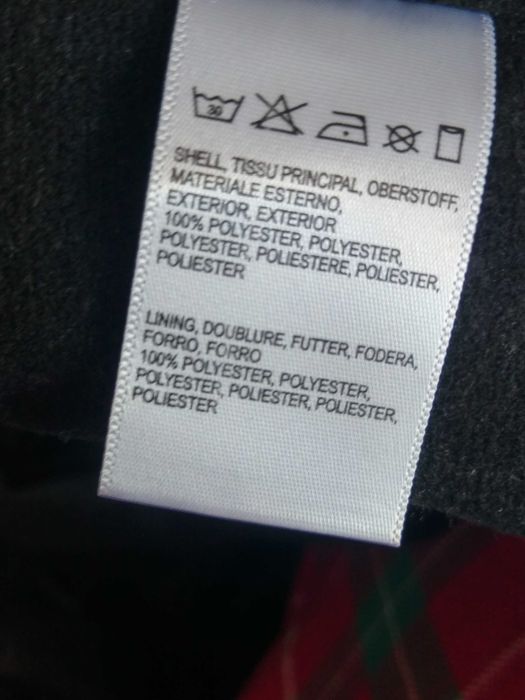 30
SHELL, TISSU PRINCIPAL, OBERSTOFF,
MATERIALE ESTERNO,
EXTERIOR, EXTERIOR
100% POLYESTER, POLYESTER,
POLYESTER, POLIESTERE, POLIESTER,
POLIESTER
LINING, DOUBLURE, FUTTER, FODERA,
FORRO, FORRO
100% POLYESTER, POLYESTER,
POLYESTER, POLIESTER, POLIESTER,
POLIESTER